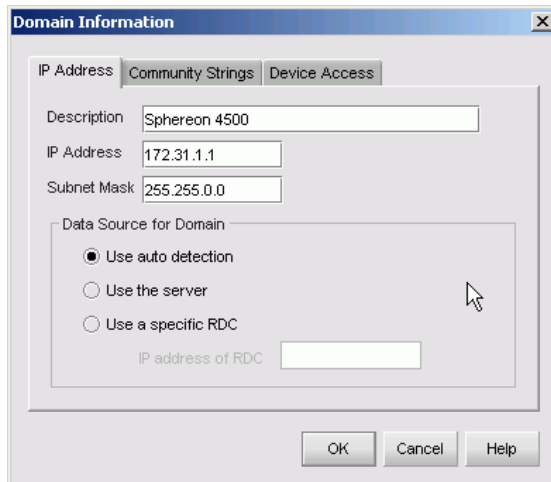 Domain Information
IP Address Community Strings Device Access
Description Sphereon 4500
IP Address 172.31.1.1
Subnet Mask 255.255.0.0
Data Source for Domain
Use auto detection
Use the server
Use a specific RDC
IP address of RDC
OK Cancel Help